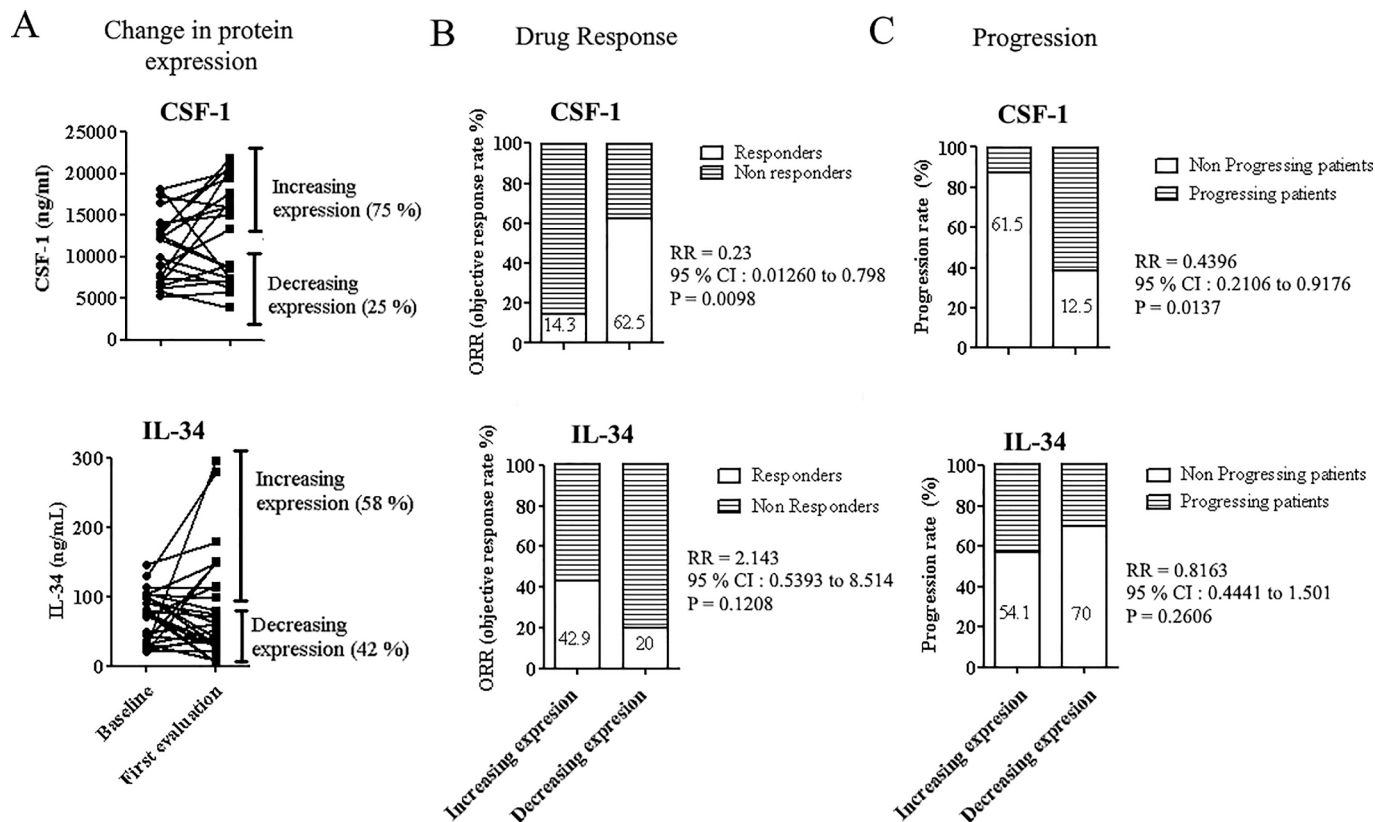 A
Change in protein
expression
CSF-1
CSF-1 (ng/ml)
25000
20000
15000
10000
5000
0
Increasing
expression (75 %)
Decreasing
expression (25 %)
IL-34
IL-34 (ng/mL)
300
200
100
0
Increasing
expression (58 %)
Decreasing
expression (42 %)
Baseline
First evaluation
B
Drug Response
CSF-1
ORR (objective response rate %)
100
80
60
40
20
0
14.3
62.5
Responders
Non responders
RR = 0.23
95 % CI : 0.01260 to 0.798
P = 0.0098
IL-34
ORR (objective response rate %)
100
80
60
40
20
0
42.9
20
Responders
Non Responders
RR = 2.143
95 % CI : 0.5393 to 8.514
P = 0.1208
Increasing expresion
Decreasing expresion
C
Progression
CSF-1
Progression rate (%)
100
80
60
40
20
0
61.5
12.5
Non Progressing patients
Progressing patients
RR = 0.4396
95 % CI : 0.2106 to 0.9176
P = 0.0137
IL-34
Progression rate (%)
100
80
60
40
20
0
54.1
70
Non Progressing patients
Progressing patients
RR = 0.8163
95 % CI : 0.4441 to 1.501
P = 0.2606
Increasing expresion
Decreasing expresion